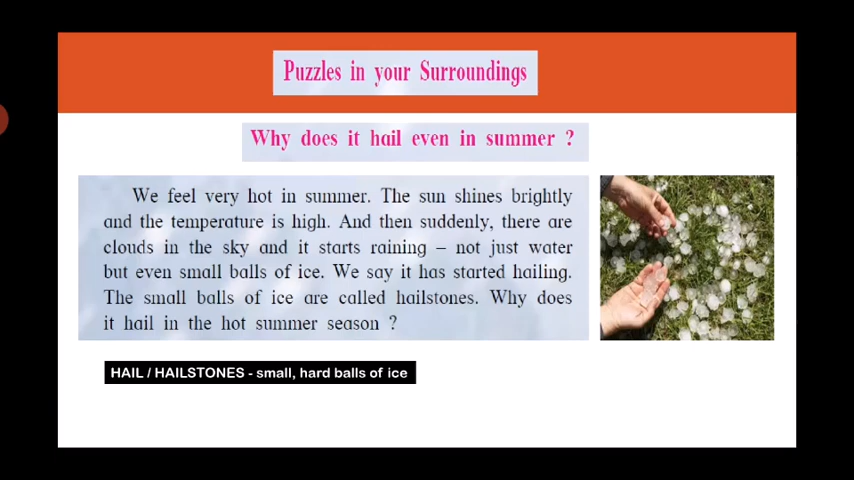 Puzzles in your Surroundings
Why does it hail even in summer ?
We feel very hot in summer. The sun shines brightly
and the temperature is high. And then suddenly, there are
clouds in the sky and it starts raining – not just water
but even small balls of ice. We say it has started hailing.
The small balls of ice are called hailstones. Why does
it hail in the hot summer season ?
HAIL / HAILSTONES - small, hard balls of ice